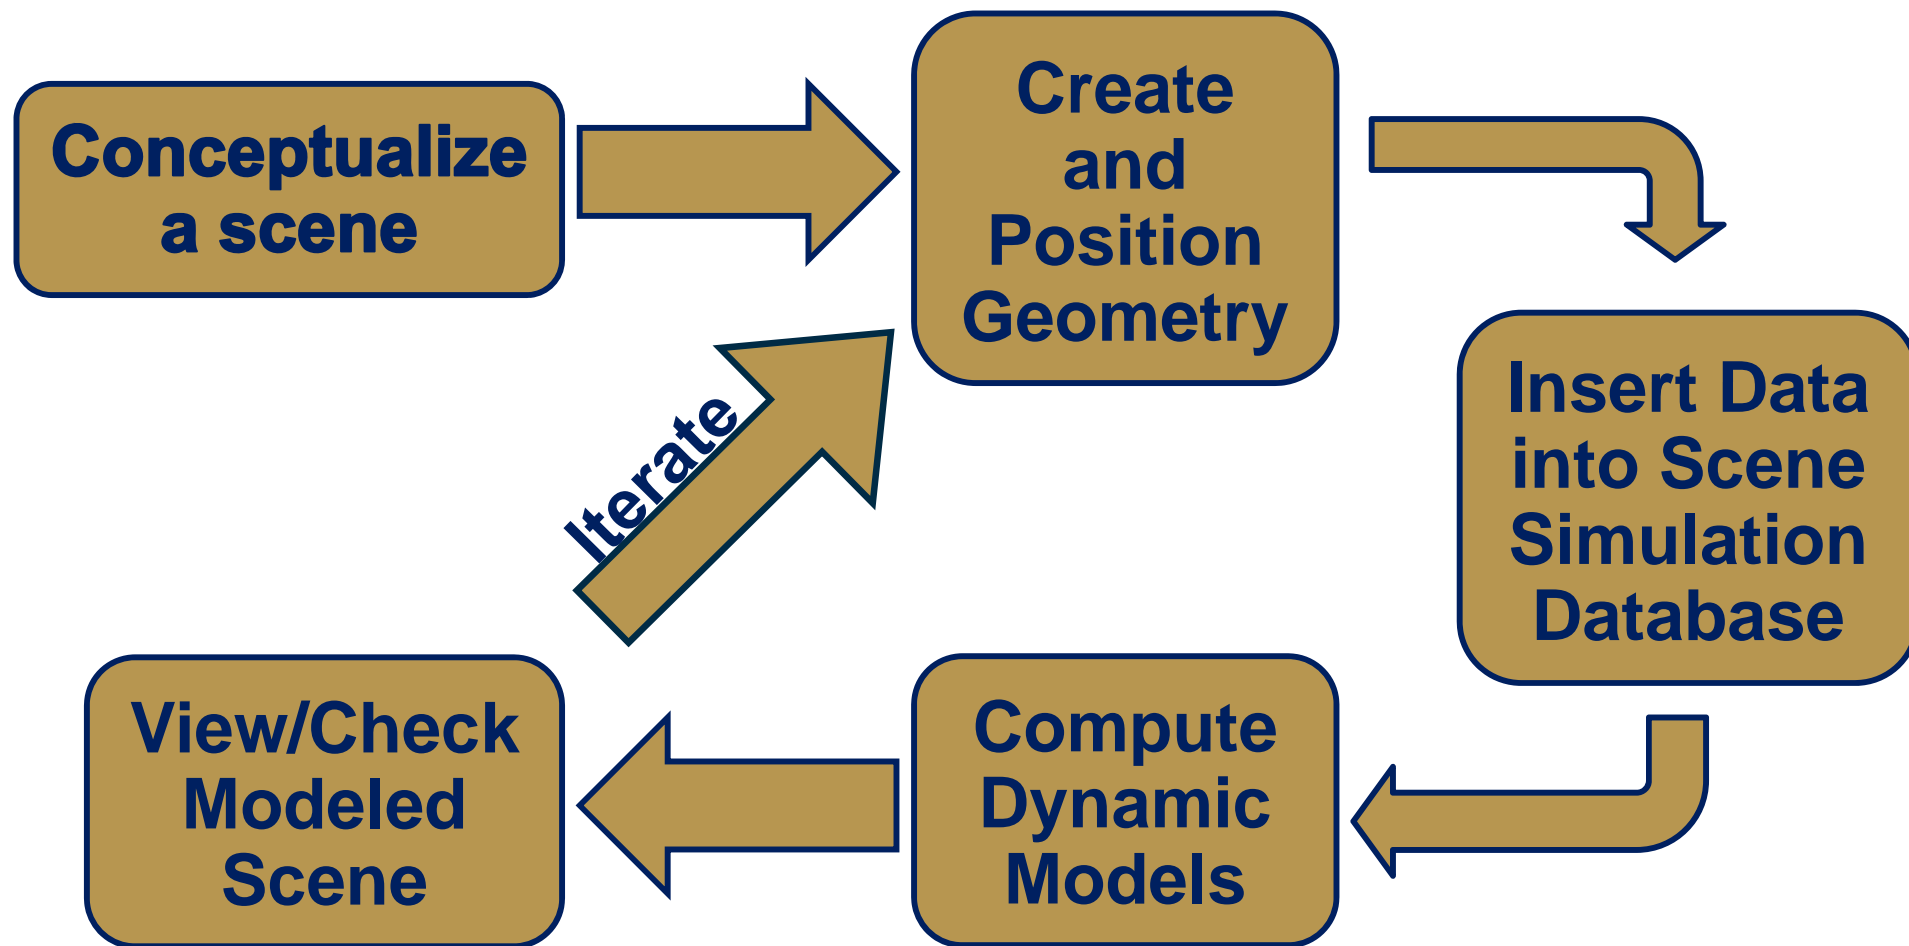 Conceptualize
a scene
Create
and
Position
Geometry
Insert Data
into Scene
Simulation
Database
Compute
Dynamic
Models
View/Check
Modeled
Scene
Iterate